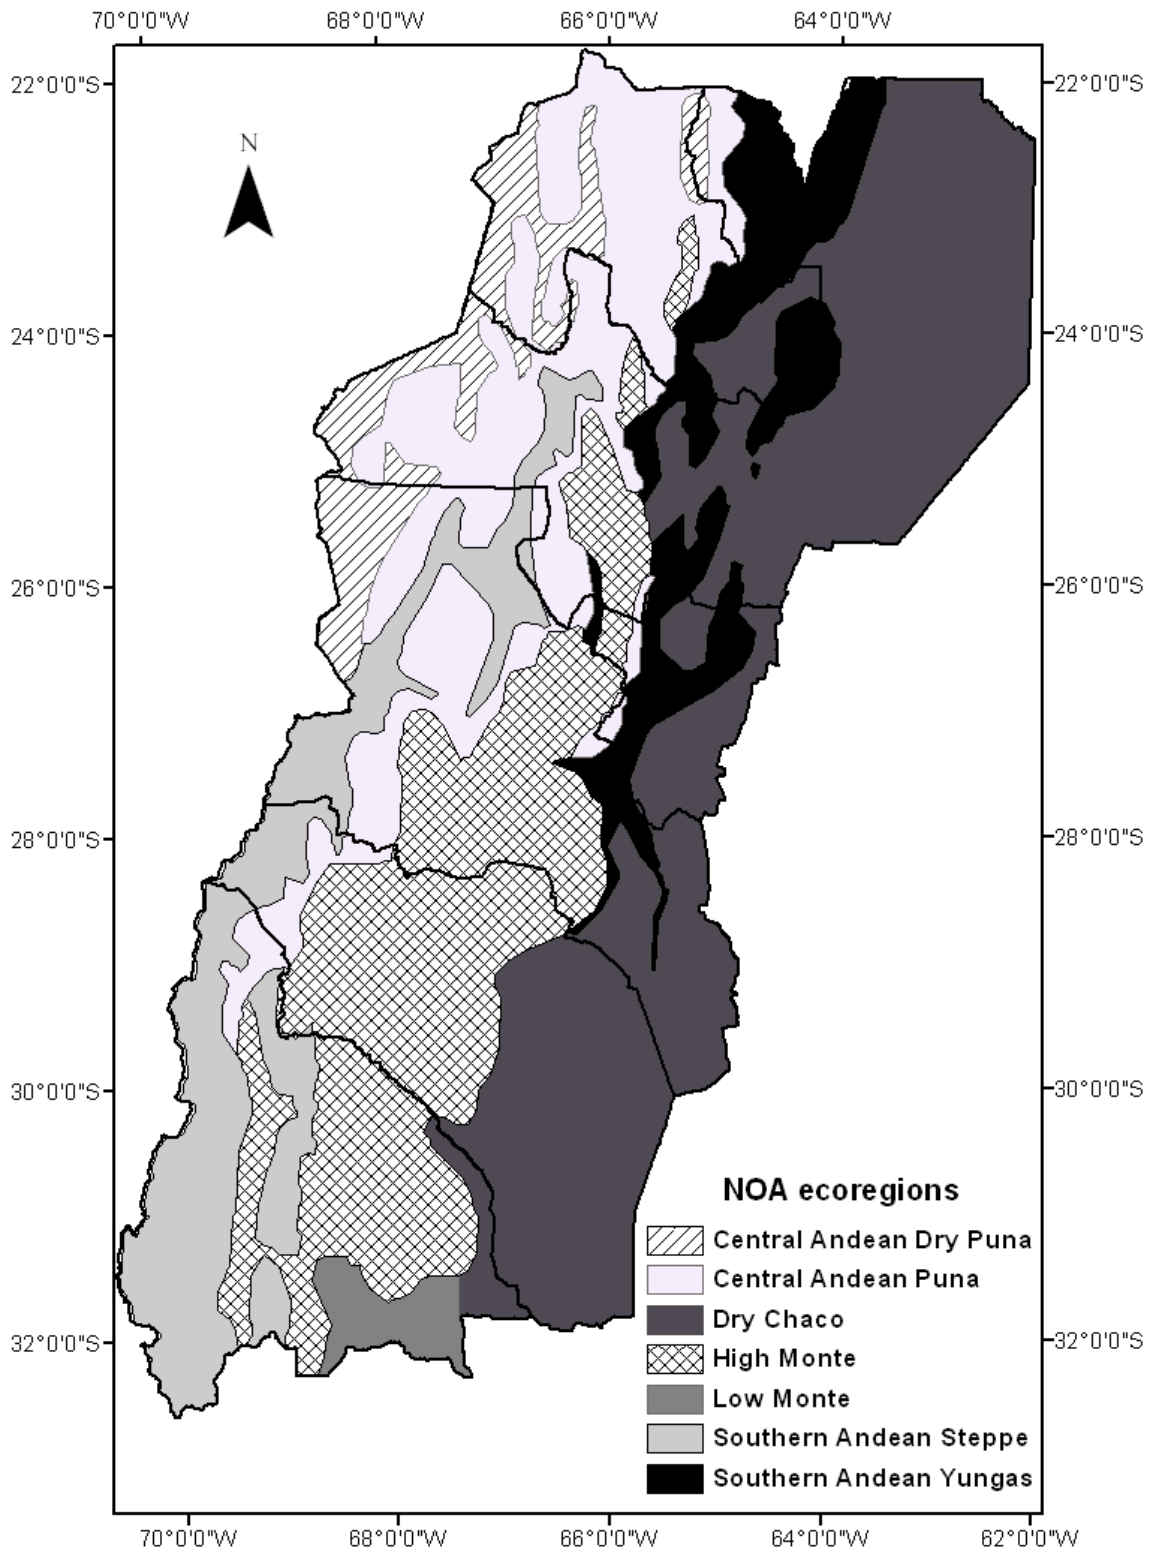 70°0'0"W 68°0'0"W 66°0'0"W 64°0'0"W
22°0'0"S 22°0'0"S
N
24°0'0"S 24°0'0"S
26°0'0"S 26°0'0"S
28°0'0"S 28°0'0"S
30°0'0"S 30°0'0"S
NOA ecoregions
Central Andean Dry Puna
Central Andean Puna
Dry Chaco
32°0'0"S 32°0'0"S
High Monte
Low Monte
Southern Andean Steppe
Southern Andean Yungas
70°0'0"W 68°0'0"W 66°0'0"W 64°0'0"W 62°0'0"W